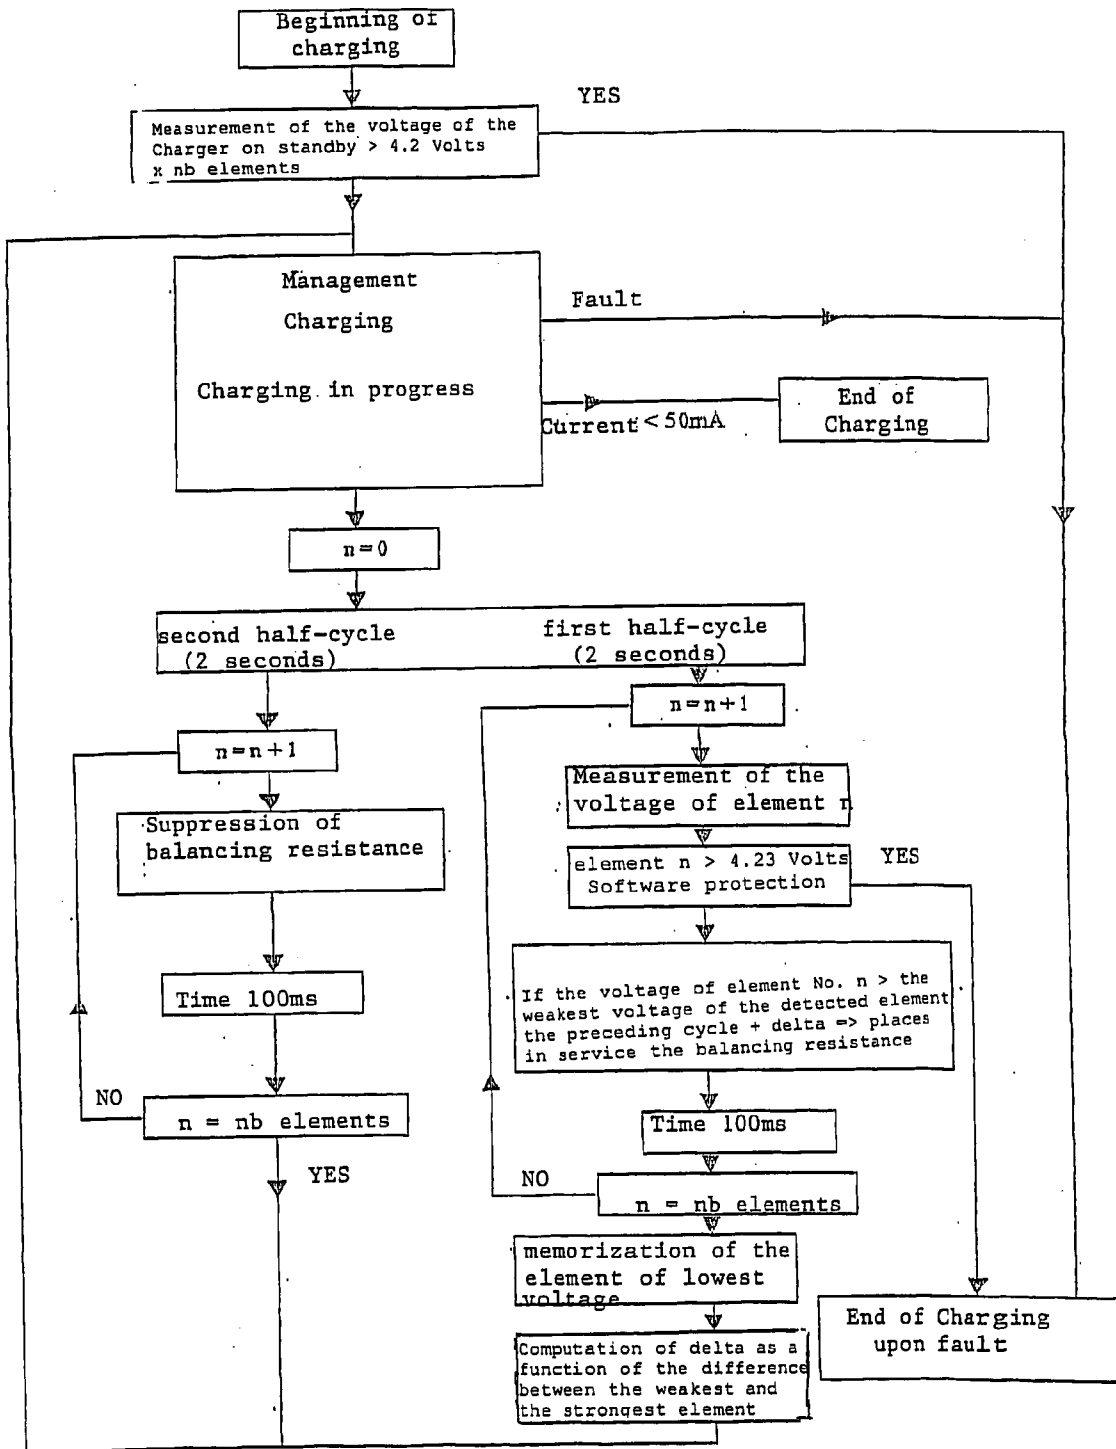 Beginning of
charging
YES
Measurement of the voltage of the
Charger on standby > 4.2 Volts
x nb elements
Management
Charging
Charging in progress
Fault
Current < 50mA
End of
Charging
n=0
second half-cycle
(2 seconds)
first half-cycle
(2 seconds)
n=n+1
Suppression of
balancing resistance
Time 100ms
NO
n = nb elements
YES
n=n+1
Measurement of the
voltage of element n
element n > 4.23 Volts
Software protection
YES
If the voltage of element No. n > the
weakest voltage of the detected element
the preceding cycle + delta => places
in service the balancing resistance
Time 100ms
NO
n = nb elements
memorization of the
element of lowest
voltage
Computation of delta as a
function of the difference
between the weakest and
the strongest element
End of Charging
upon fault